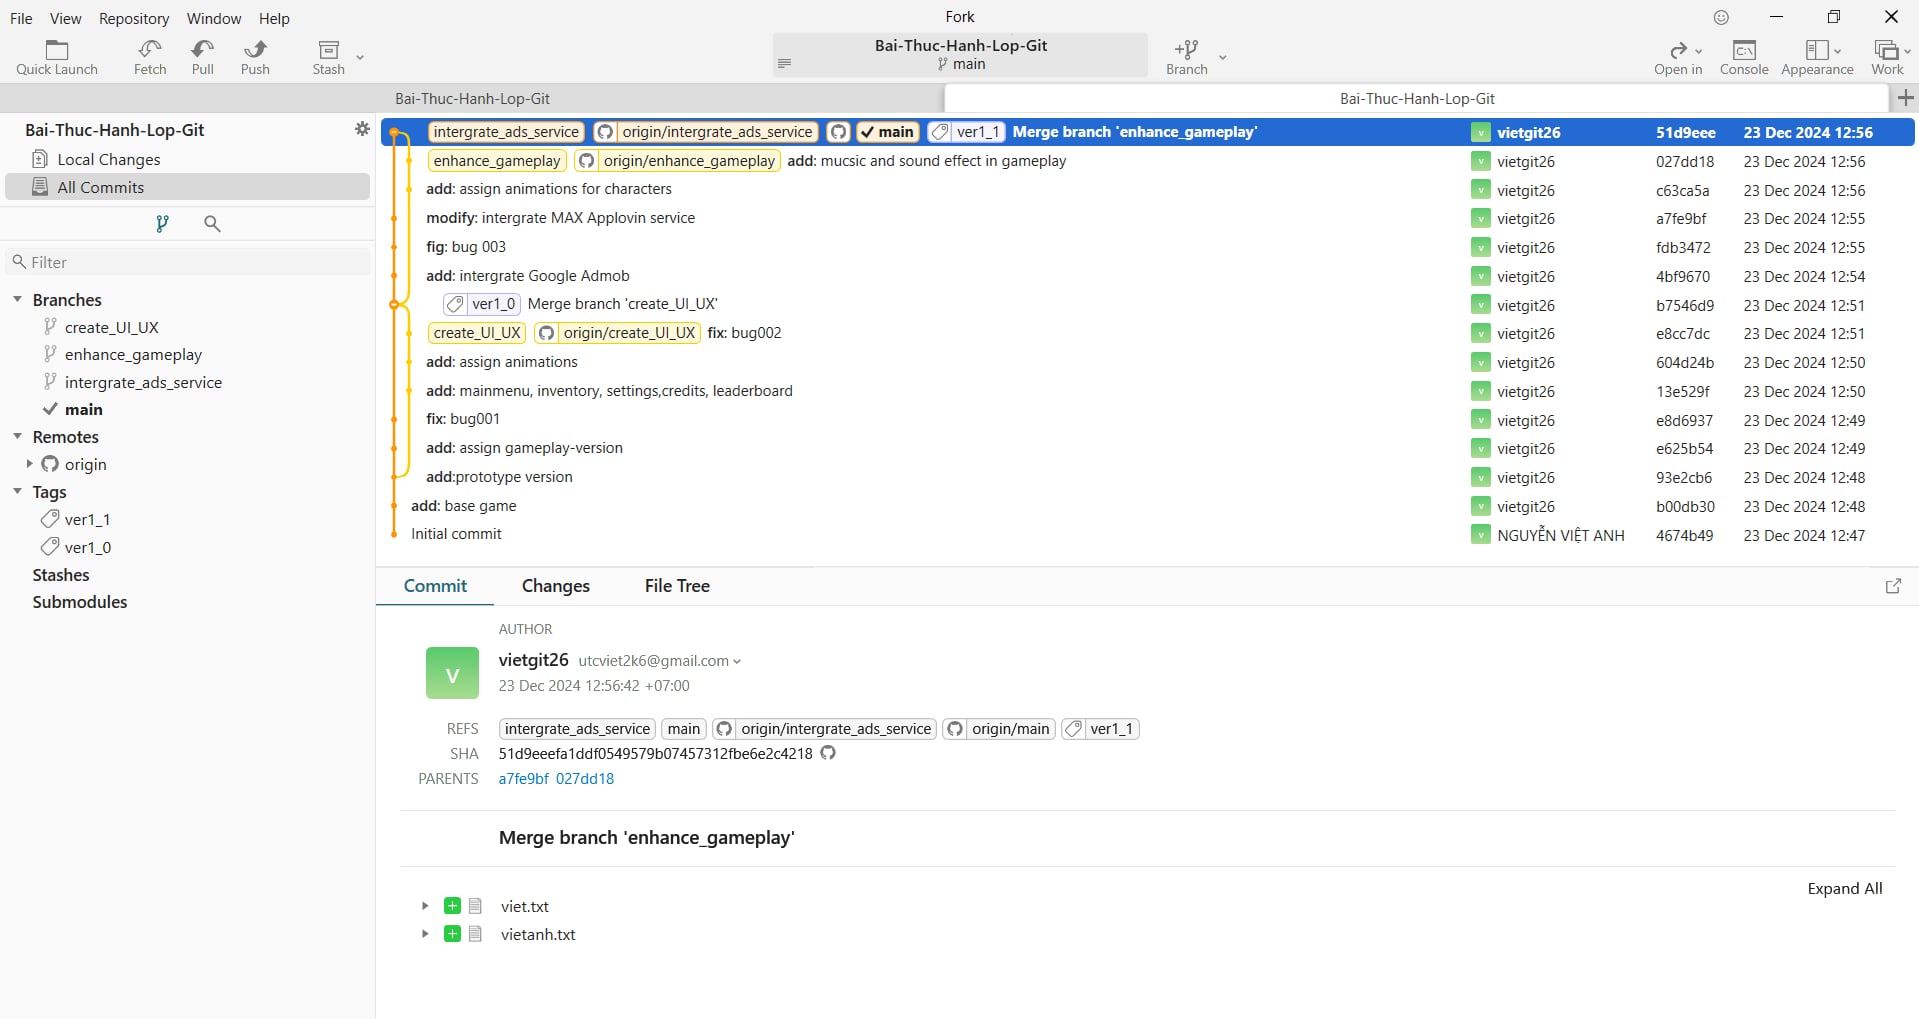 File View Repository Window Help
Fork
Quick Launch Fetch Pull Push Stash
Bai-Thuc-Hanh-Lop-Git
main
Branch
Open in Console Appearance Work
Bai-Thuc-Hanh-Lop-Git
Bai-Thuc-Hanh-Lop-Git
Bai-Thuc-Hanh-Lop-Git
Local Changes
All Commits
Filter
Branches
create_UI_UX
enhance_gameplay
intergrate_ads_service
main
Remotes
origin
Tags
ver1_1
ver1_0
Stashes
Submodules
intergrate_ads_service origin/intergrate_ads_service main ver1_1 Merge branch 'enhance_gameplay' v vietgit26 51d9eee 23 Dec 2024 12:56
enhance_gameplay origin/enhance_gameplay add: mucsic and sound effect in gameplay v vietgit26 027dd18 23 Dec 2024 12:56
add: assign animations for characters v vietgit26 c63ca5a 23 Dec 2024 12:56
modify: intergrate MAX Applovin service v vietgit26 a7fe9bf 23 Dec 2024 12:55
fig: bug 003 v vietgit26 fdb3472 23 Dec 2024 12:55
add: intergrate Google Admob v vietgit26 4bf9670 23 Dec 2024 12:54
ver1_0 Merge branch 'create_UI_UX' v vietgit26 b7546d9 23 Dec 2024 12:51
create_UI_UX origin/create_UI_UX fix: bug002 v vietgit26 e8cc7dc 23 Dec 2024 12:51
add: assign animations v vietgit26 604d24b 23 Dec 2024 12:50
add: mainmenu, inventory, settings,credits, leaderboard v vietgit26 13e529f 23 Dec 2024 12:50
fix: bug001 v vietgit26 e8d6937 23 Dec 2024 12:49
add: assign gameplay-version v vietgit26 e625b54 23 Dec 2024 12:49
add:prototype version v vietgit26 93e2cb6 23 Dec 2024 12:48
add: base game v vietgit26 b00db30 23 Dec 2024 12:48
Initial commit v NGUYỄN VIỆT ANH 4674b49 23 Dec 2024 12:47
Commit Changes File Tree
AUTHOR
V
vietgit26 utcviet2k6@gmail.com
23 Dec 2024 12:56:42 +07:00
REFS intergrate_ads_service main origin/intergrate_ads_service origin/main ver1_1
SHA 51d9eeefa1ddf0549579b07457312fbe6e2c4218
PARENTS a7fe9bf 027dd18
Merge branch 'enhance_gameplay'
Expand All
viet.txt
vietanh.txt